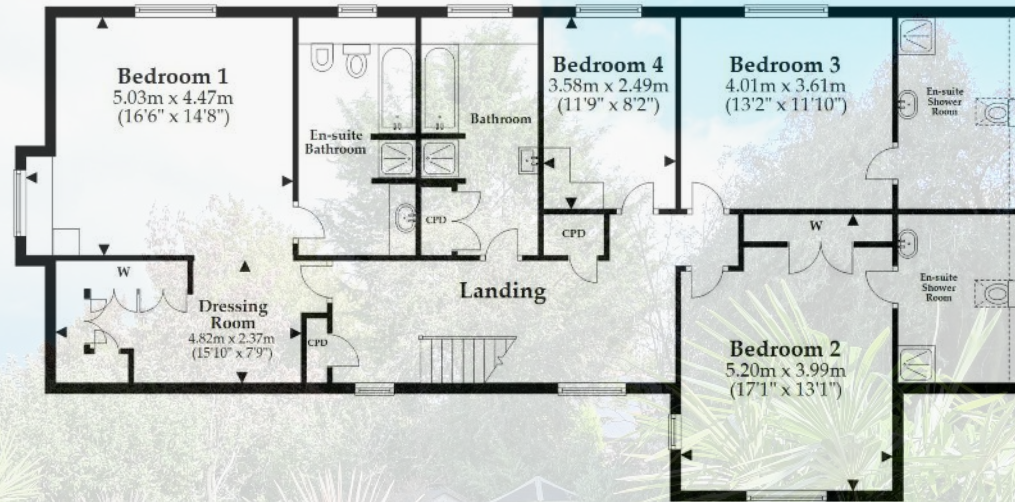 Bedroom 1
5.03m x 4.47m
(16'6" x 14'8")
En-suite
Bathroom
Bathroom
Bedroom 4
3.58m x 2.49m
(11'9" x 8'2")
Bedroom 3
4.01m x 3.61m
(13'2" x 11'10")
En-suite
Shower
Room
CPD
CPD
W
W
Dressing
Room
4.82m x 2.37m
(15'10" x 7'9")
CPD
Landing
Bedroom 2
5.20m x 3.99m
(17'1" x 13'1")
En-suite
Shower
Room